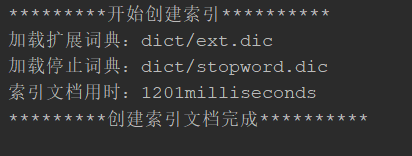 *********开始创建索引**********
加载扩展词典：dict/ext.dic
加载停止词典：dict/stopword.dic
索引文档用时：1201milliseconds
*********创建索引文档完成**********